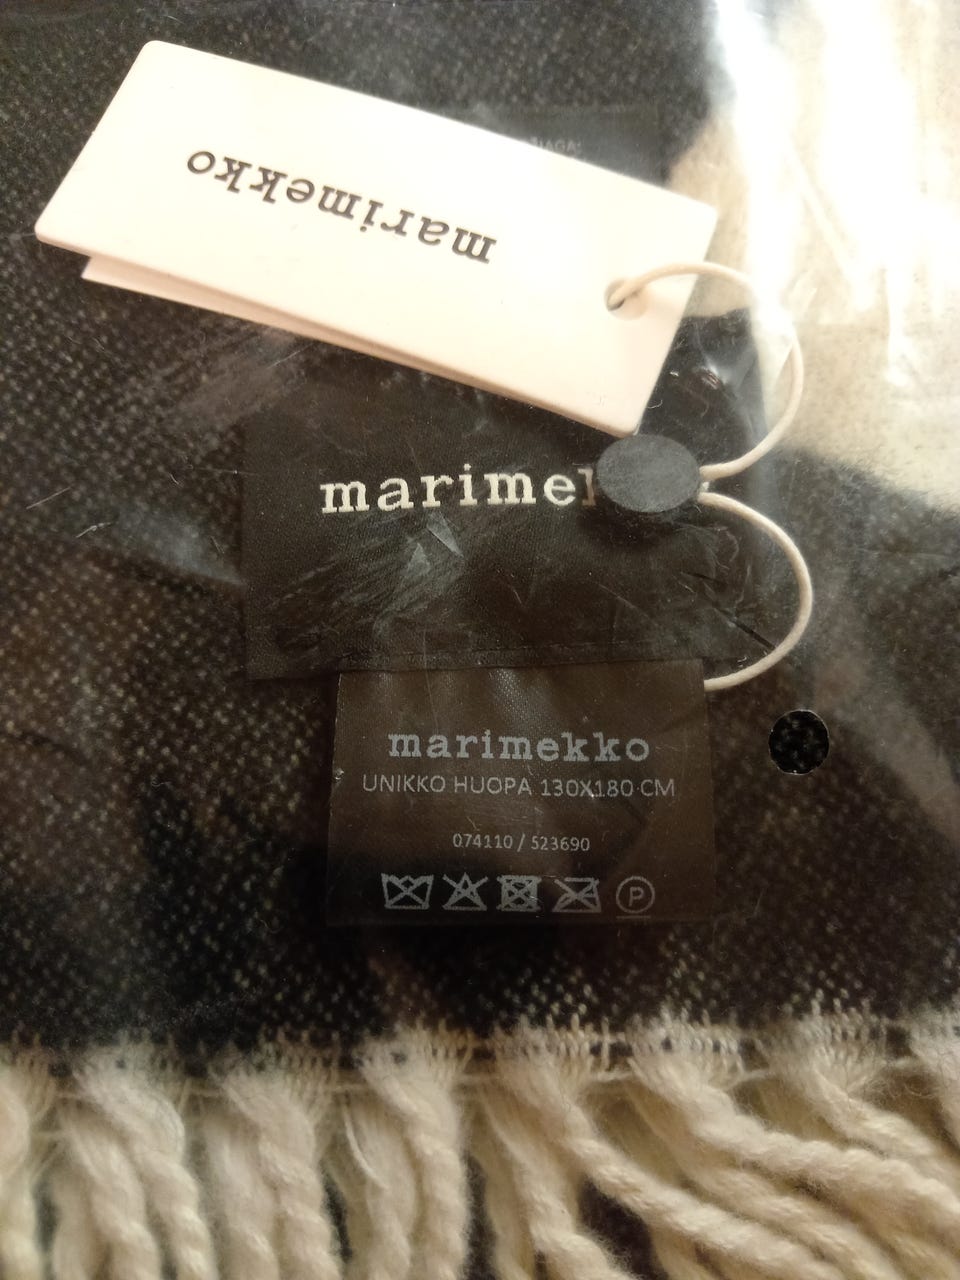 marimekko
marimek
marimekko
UNIKKO HUOPA 130X180 CM
074110 / 523690
P